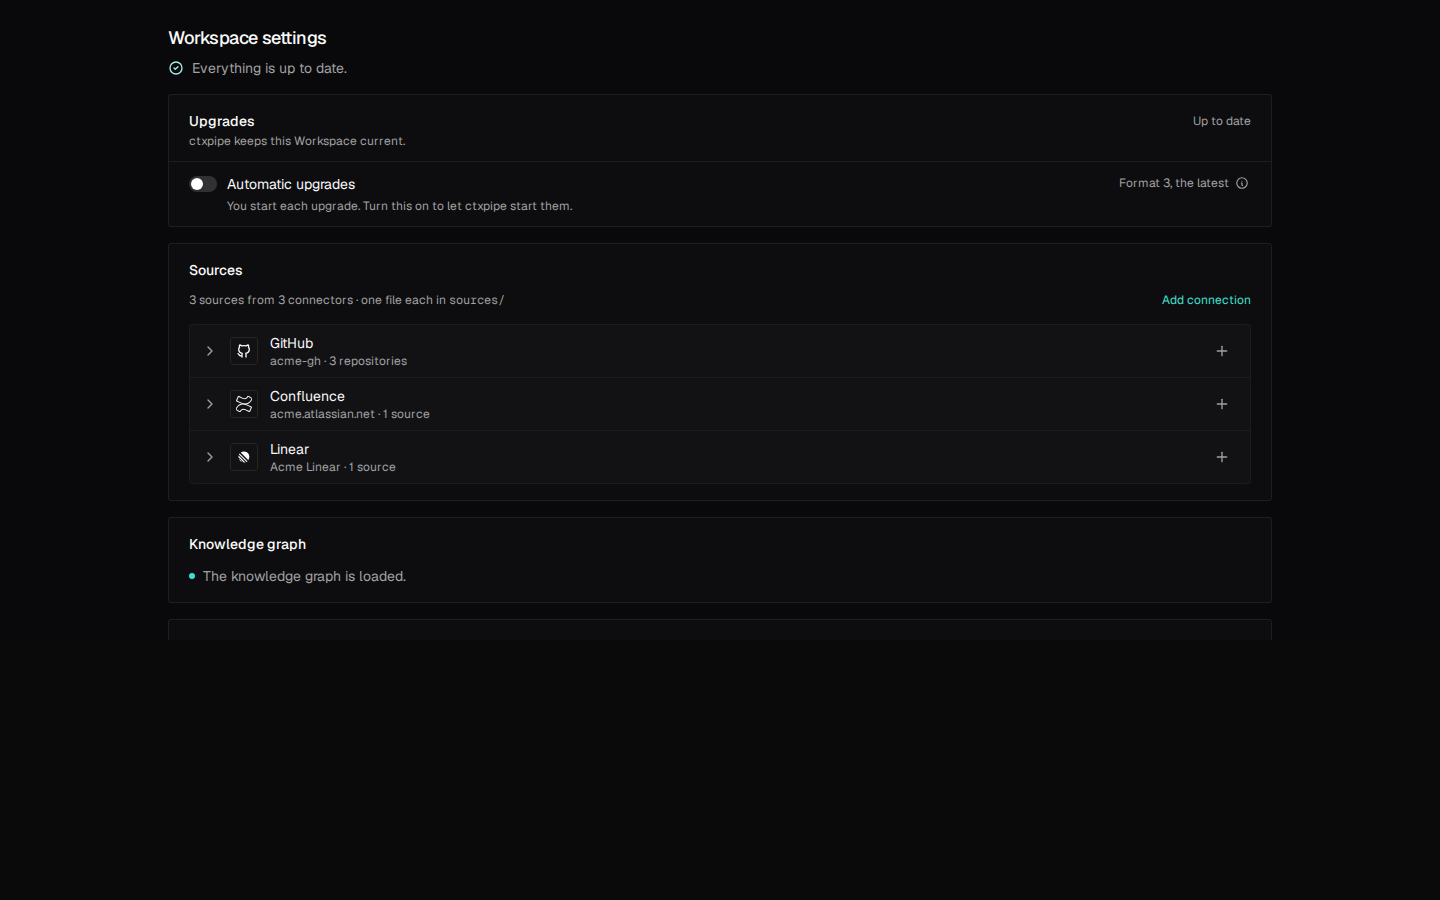 Workspace settings
Everything is up to date.
Upgrades
Up to date
ctxpipe keeps this Workspace current.
Automatic upgrades
Format 3, the latest
You start each upgrade. Turn this on to let ctxpipe start them.
Sources
3 sources from 3 connectors · one file each in sources/
Add connection
GitHub
acme-gh · 3 repositories
Confluence
acme.atlassian.net · 1 source
Linear
Acme Linear · 1 source
Knowledge graph
The knowledge graph is loaded.